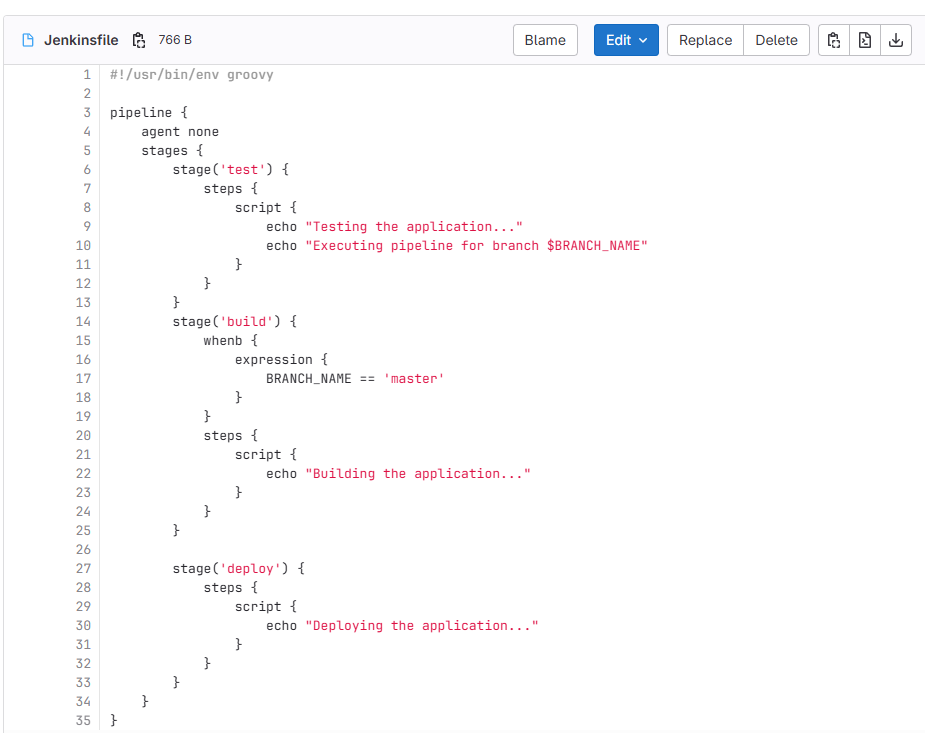 Jenkinsfile 766 B Blame Edit Replace Delete
1 #!/usr/bin/env groovy
2
3 pipeline {
4     agent none
5     stages {
6         stage('test') {
7             steps {
8                 script {
9                     echo "Testing the application..."
10                     echo "Executing pipeline for branch $BRANCH_NAME"
11                 }
12             }
13         }
14         stage('build') {
15             whenb {
16                 expression {
17                     BRANCH_NAME == 'master'
18                 }
19             }
20             steps {
21                 script {
22                     echo "Building the application..."
23                 }
24             }
25         }
26
27         stage('deploy') {
28             steps {
29                 script {
30                     echo "Deploying the application..."
31                 }
32             }
33         }
34     }
35 }